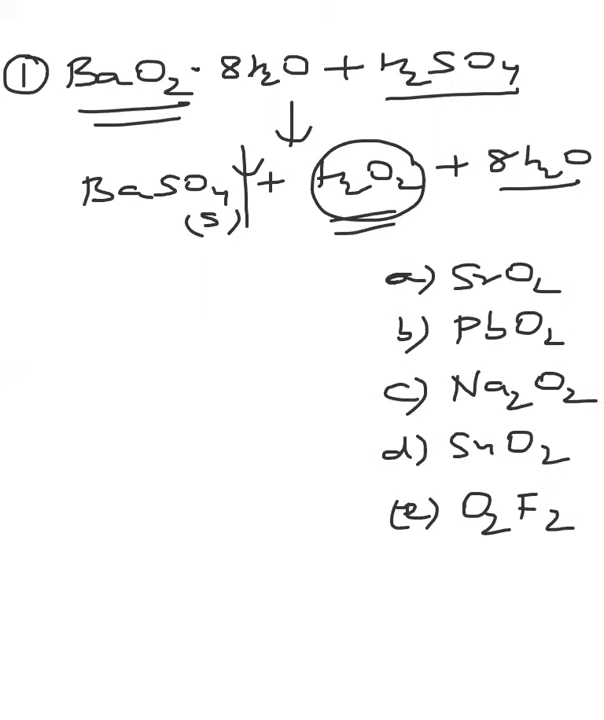 ① BaO₂·8H₂O + H₂SO₄
↓
BaSO₄↓ + H₂O₂ + 8H₂O
(s)
a) SrO₂
b) PbO₂
c) Na₂O₂
d) SnO₂
(e) O₂F₂